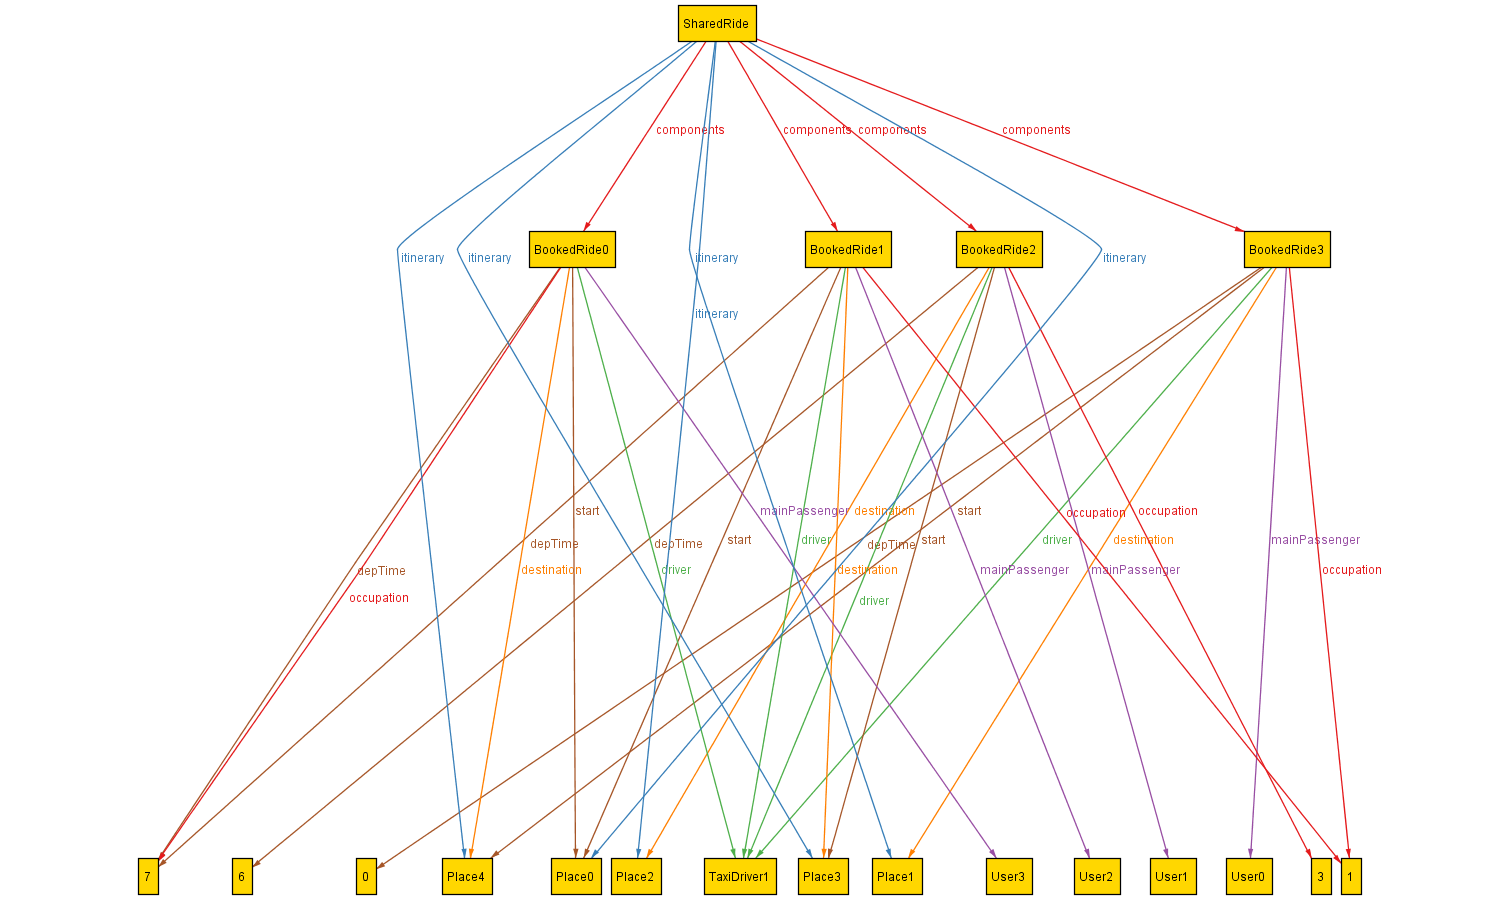 SharedRide
components
components
components
components
BookedRide0
BookedRide1
BookedRide2
BookedRide3
itinerary
itinerary
itinerary
itinerary
itinerary
start
mainPassenger
destination
start
occupation
occupation
depTime
depTime
start
driver
depTime
start
driver
destination
mainPassenger
depTime
destination
driver
destination
mainPassenger
mainPassenger
occupation
occupation
driver
7
6
0
Place4
Place0
Place2
TaxiDriver1
Place3
Place1
User3
User2
User1
User0
3
1